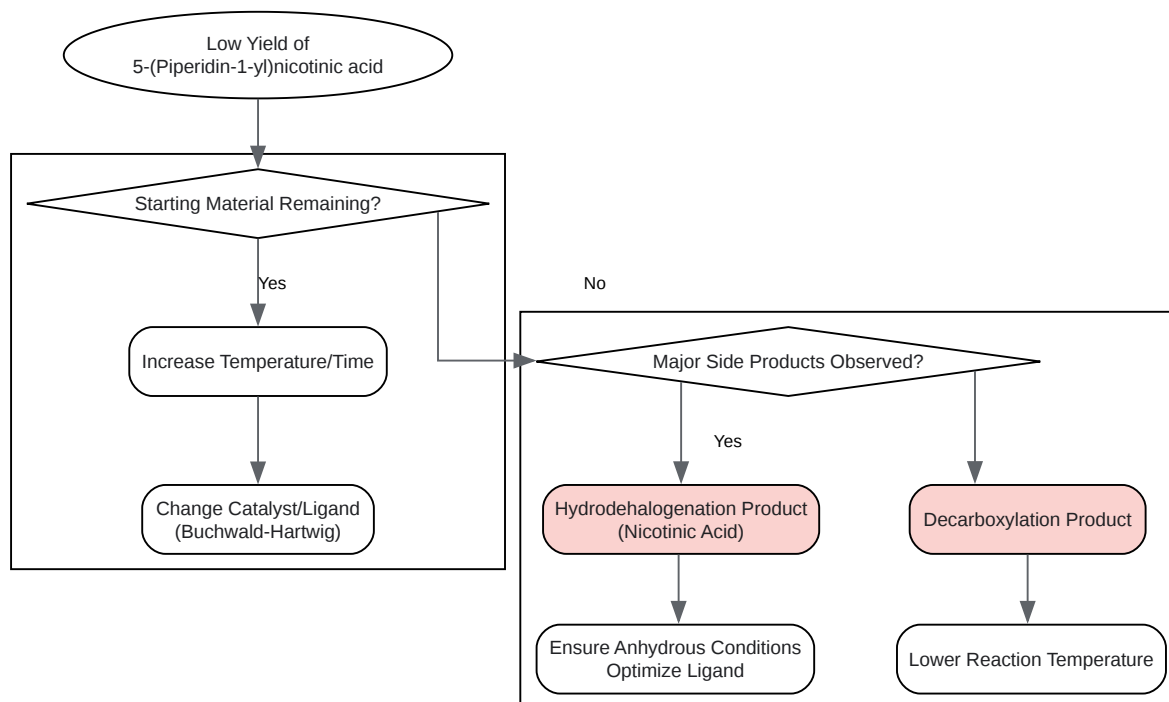 Low Yield of
5-(Piperidin-1-yl)nicotinic acid
Starting Material Remaining?
Yes
No
Increase Temperature/Time
Major Side Products Observed?
Yes
Change Catalyst/Ligand
(Buchwald-Hartwig)
Hydrodehalogenation Product
(Nicotinic Acid)
Decarboxylation Product
Ensure Anhydrous Conditions
Optimize Ligand
Lower Reaction Temperature